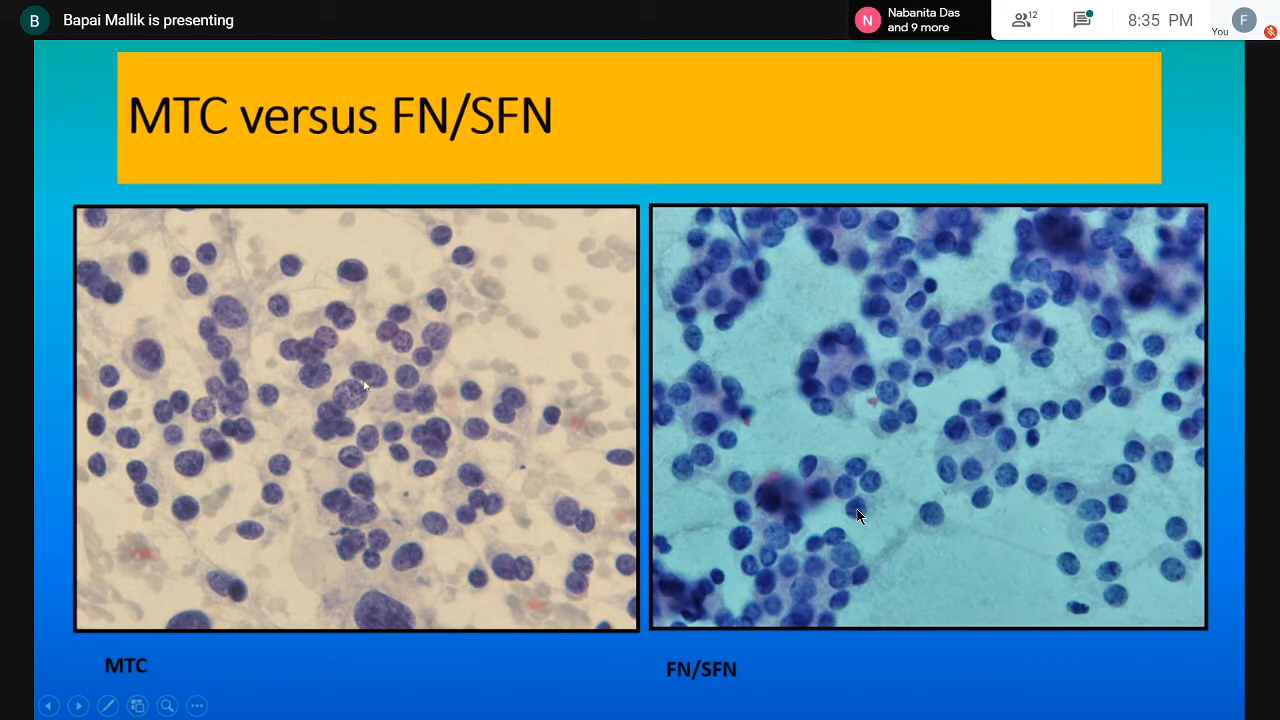 B Bapai Mallik is presenting
N Nabanita Das
and 9 more
12
8:35 PM
You
F
MTC versus FN/SFN
MTC
FN/SFN